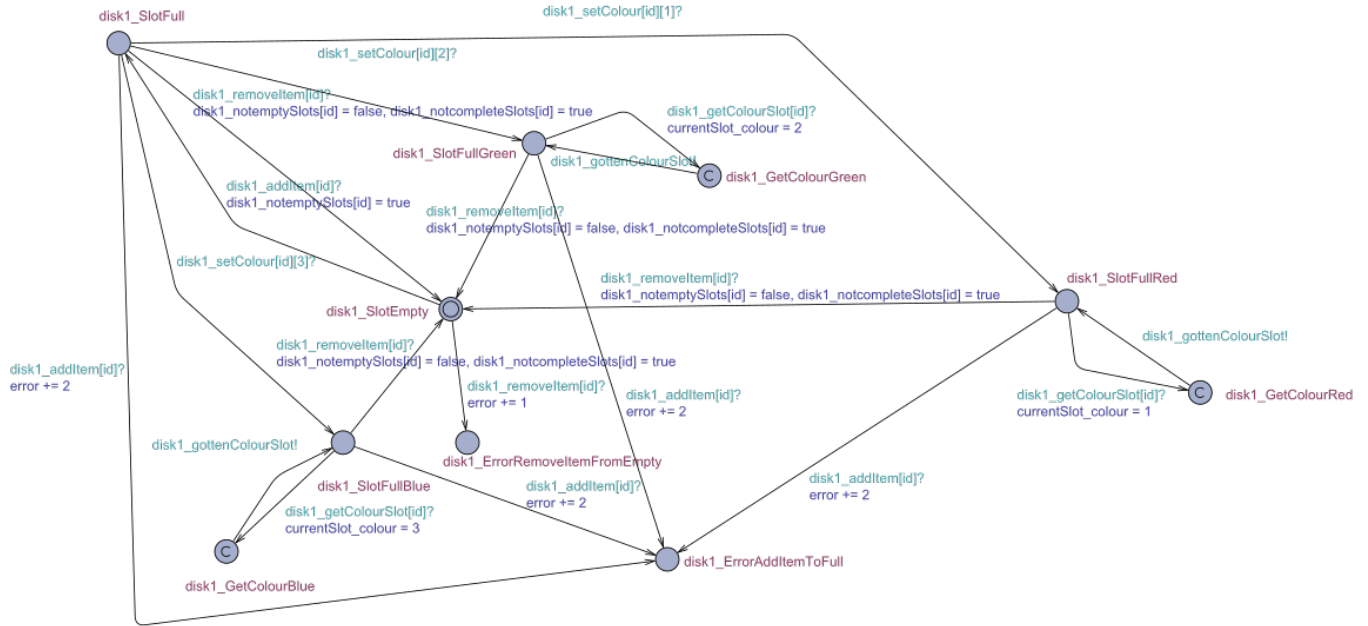 disk1_setColour[id][1]?
disk1_SlotFull
disk1_setColour[id][2]?
disk1_removeItem[id]?
disk1_notemptySlots[id] = false, disk1_notcompleteSlots[id] = true
disk1_getColourSlot[id]?
currentSlot_colour = 2
disk1_SlotFullGreen
disk1_gottenColourSlot!
disk1_GetColourGreen
disk1_addItem[id]?
disk1_notemptySlots[id] = true
disk1_removeItem[id]?
disk1_notemptySlots[id] = false, disk1_notcompleteSlots[id] = true
disk1_setColour[id][3]?
disk1_removeItem[id]?
disk1_notemptySlots[id] = false, disk1_notcompleteSlots[id] = true
disk1_SlotFullRed
disk1_SlotEmpty
disk1_gottenColourSlot!
disk1_removeItem[id]?
disk1_notemptySlots[id] = false, disk1_notcompleteSlots[id] = true
disk1_addItem[id]?
error += 2
disk1_removeItem[id]?
error += 1
disk1_addItem[id]?
error += 2
disk1_getColourSlot[id]?
currentSlot_colour = 1
C
disk1_GetColourRed
disk1_gottenColourSlot!
disk1_ErrorRemoveItemFromEmpty
disk1_SlotFullBlue
disk1_addItem[id]?
error += 2
disk1_addItem[id]?
error += 2
disk1_getColourSlot[id]?
currentSlot_colour = 3
C
disk1_GetColourBlue
disk1_ErrorAddItemToFull
C